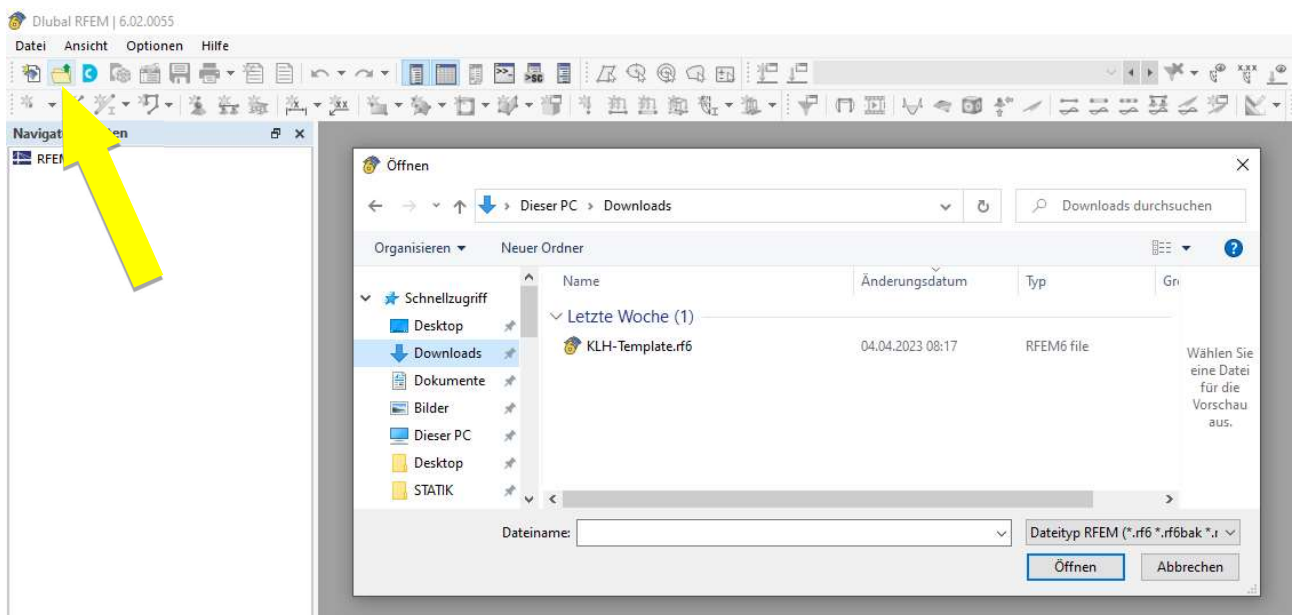 Dlubal RFEM | 6.02.0055
Datei Ansicht Optionen Hilfe
Navigat en
Öffnen
Dieser PC › Downloads
Downloads durchsuchen
Organisieren Neuer Ordner
Name Änderungsdatum Typ Gr
Schnellzugriff
Desktop
Downloads
Dokumente
Bilder
Dieser PC
Desktop
STATIK
Letzte Woche (1)
KLH-Template.rf6 04.04.2023 08:17 RFEM6 file
Wählen Sie
eine Datei
für die
Vorschau
aus.
Dateiname:
Dateityp RFEM (*.rf6 *.rf6bak *.r
Öffnen Abbrechen